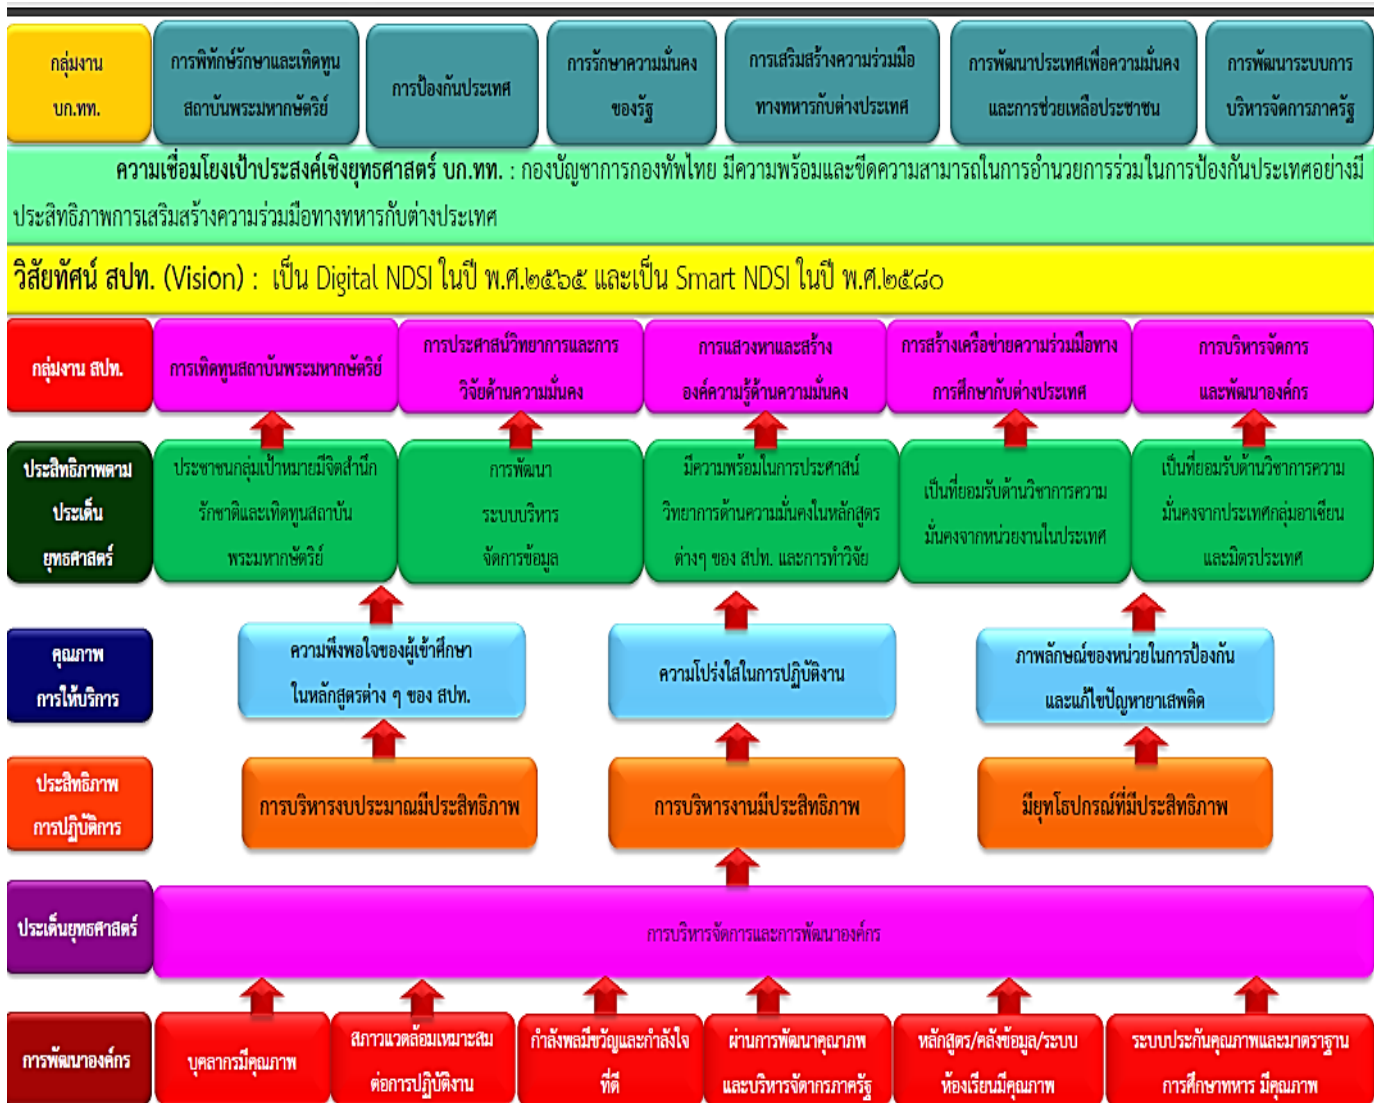 กลุ่มงาน
บก.ทท.
การพิทักษ์รักษาและเทิดทูน
สถาบันพระมหากษัตริย์
การป้องกันประเทศ
การรักษาความมั่นคง
ของรัฐ
การเสริมสร้างความร่วมมือ
ทางทหารกับต่างประเทศ
การพัฒนาประเทศเพื่อความมั่นคง
และการช่วยเหลือประชาชน
การพัฒนาระบบการ
บริหารจัดการภาครัฐ
ความเชื่อมโยงเป้าประสงค์เชิงยุทธศาสตร์ บก.ทท. : กองบัญชาการกองทัพไทย มีความพร้อมและขีดความสามารถในการอำนวยการร่วมในการป้องกันประเทศอย่างมี
ประสิทธิภาพการเสริมสร้างความร่วมมือทางทหารกับต่างประเทศ
วิสัยทัศน์ สปท. (Vision) : เป็น Digital NDSI ในปี พ.ศ.๒๕๖๕ และเป็น Smart NDSI ในปี พ.ศ.๒๕๘๐
กลุ่มงาน สปท.
การเทิดทูนสถาบันพระมหากษัตริย์
การประศาสน์วิทยาการและการ
วิจัยด้านความมั่นคง
การแสวงหาและสร้าง
องค์ความรู้ด้านความมั่นคง
การสร้างเครือข่ายความร่วมมือทาง
การศึกษากับต่างประเทศ
การบริหารจัดการ
และพัฒนาองค์กร
ประสิทธิภาพตาม
ประเด็น
ยุทธศาสตร์
ประชาชนกลุ่มเป้าหมายมีจิตสำนึก
รักชาติและเทิดทูนสถาบัน
พระมหากษัตริย์
การพัฒนา
ระบบบริหาร
จัดการข้อมูล
มีความพร้อมในการประศาสน์
วิทยาการด้านความมั่นคงในหลักสูตร
ต่างๆ ของ สปท. และการทำวิจัย
เป็นที่ยอมรับด้านวิชาการความ
มั่นคงจากหน่วยงานในประเทศ
เป็นที่ยอมรับด้านวิชาการความ
มั่นคงจากประเทศกลุ่มอาเซียน
และมิตรประเทศ
คุณภาพ
การให้บริการ
ความพึงพอใจของผู้เข้าศึกษา
ในหลักสูตรต่าง ๆ ของ สปท.
ความโปร่งใสในการปฏิบัติงาน
ภาพลักษณ์ของหน่วยในการป้องกัน
และแก้ไขปัญหายาเสพติด
ประสิทธิภาพ
การปฏิบัติการ
การบริหารงบประมาณมีประสิทธิภาพ
การบริหารงานมีประสิทธิภาพ
มียุทโธปกรณ์ที่มีประสิทธิภาพ
ประเด็นยุทธศาสตร์
การบริหารจัดการและการพัฒนาองค์กร
การพัฒนาองค์กร
บุคลากรมีคุณภาพ
สภาวแวดล้อมเหมาะสม
ต่อการปฏิบัติงาน
กำลังพลมีขวัญและกำลังใจ
ที่ดี
ผ่านการพัฒนาคุณาภพ
และบริหารจัดากรภาครัฐ
หลักสูตร/คลังข้อมูล/ระบบ
ห้องเรียนมีคุณภาพ
ระบบประกันคุณภาพและมาตราฐาน
การศึกษาทหาร มีคุณภาพ